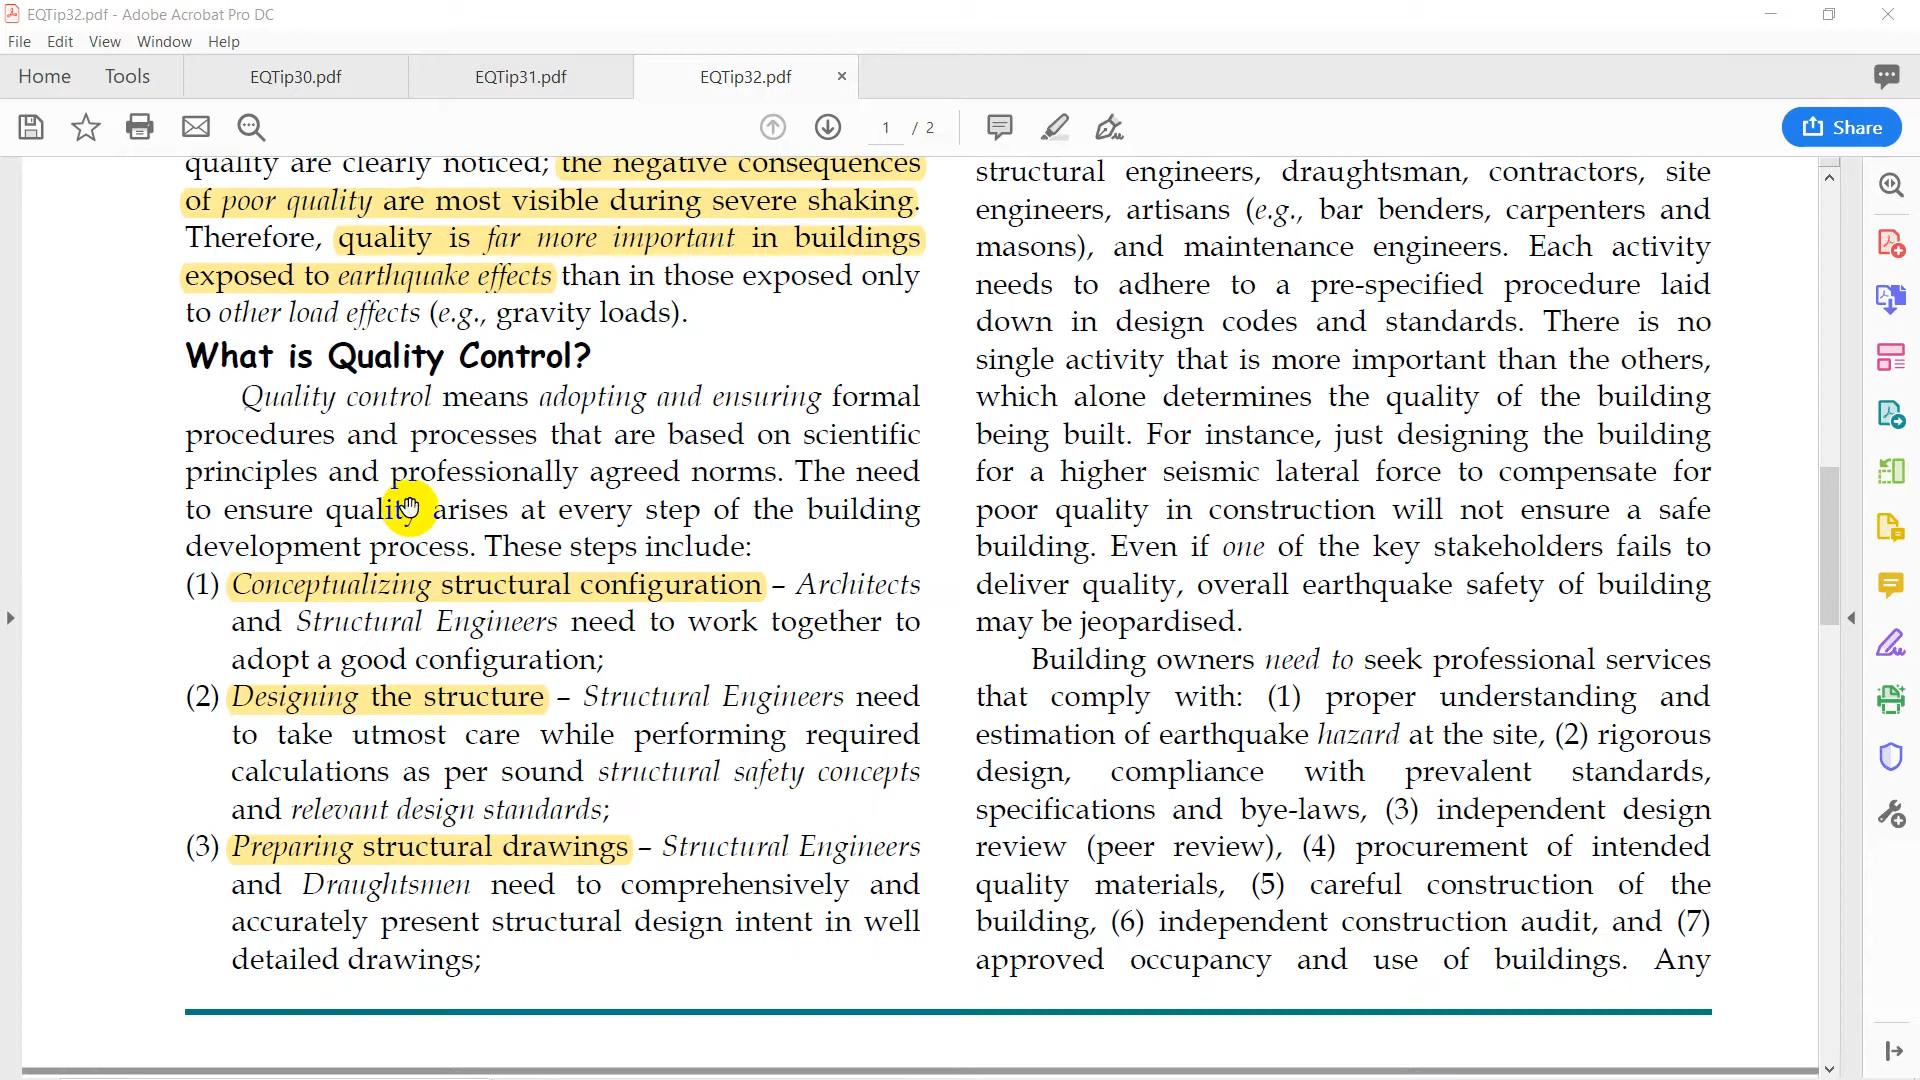 EQTip32.pdf - Adobe Acrobat Pro DC
File Edit View Window Help
Home Tools EQTip30.pdf EQTip31.pdf EQTip32.pdf
1 / 2
Share
quality are clearly noticed; the negative consequences
of poor quality are most visible during severe shaking.
Therefore, quality is far more important in buildings
exposed to earthquake effects than in those exposed only
to other load effects (e.g., gravity loads).
What is Quality Control?
Quality control means adopting and ensuring formal
procedures and processes that are based on scientific
principles and professionally agreed norms. The need
to ensure quality arises at every step of the building
development process. These steps include:
(1) Conceptualizing structural configuration – Architects
and Structural Engineers need to work together to
adopt a good configuration;
(2) Designing the structure – Structural Engineers need
to take utmost care while performing required
calculations as per sound structural safety concepts
and relevant design standards;
(3) Preparing structural drawings – Structural Engineers
and Draughtsmen need to comprehensively and
accurately present structural design intent in well
detailed drawings;
structural engineers, draughtsman, contractors, site
engineers, artisans (e.g., bar benders, carpenters and
masons), and maintenance engineers. Each activity
needs to adhere to a pre-specified procedure laid
down in design codes and standards. There is no
single activity that is more important than the others,
which alone determines the quality of the building
being built. For instance, just designing the building
for a higher seismic lateral force to compensate for
poor quality in construction will not ensure a safe
building. Even if one of the key stakeholders fails to
deliver quality, overall earthquake safety of building
may be jeopardised.
Building owners need to seek professional services
that comply with: (1) proper understanding and
estimation of earthquake hazard at the site, (2) rigorous
design, compliance with prevalent standards,
specifications and bye-laws, (3) independent design
review (peer review), (4) procurement of intended
quality materials, (5) careful construction of the
building, (6) independent construction audit, and (7)
approved occupancy and use of buildings. Any